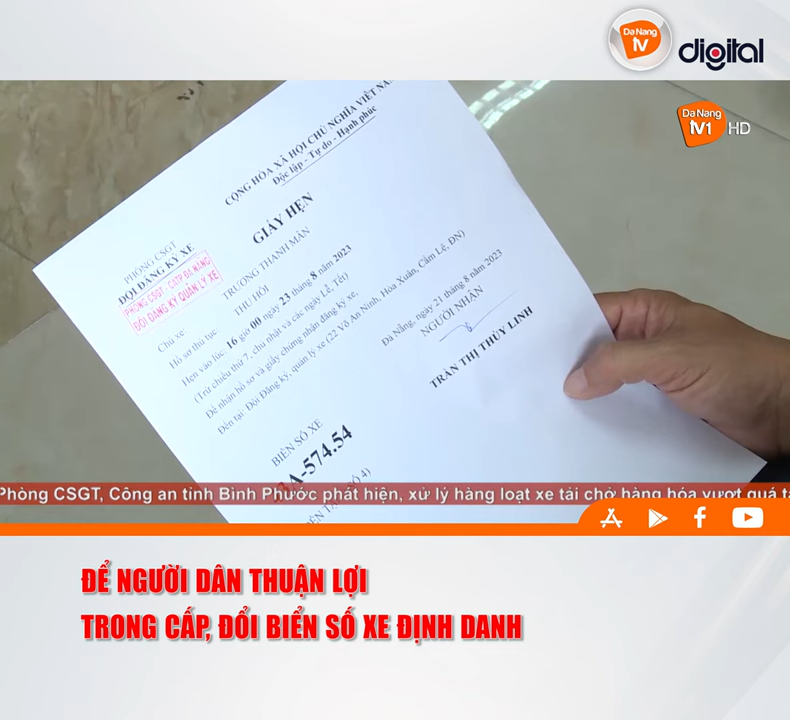 Da Nang
TV
digital
Da Nang
TV1 HD
CỘNG HÒA XÃ HỘI CHỦ NGHĨA VIỆT NAM
Độc lập - Tự do - Hạnh phúc
PHÒNG CSGT
ĐỘI ĐĂNG KÝ XE
PHÒNG CSGT - CATP ĐÀ NẴNG
ĐỘI ĐĂNG KÝ QUẢN LÝ XE
GIẤY HẸN
Chủ xe: TRƯƠNG THANH MÂN
Hồ sơ thủ tục: THU HỒI
Hẹn vào lúc: 16 giờ 00 ngày 23 tháng 8 năm 2023
(Trừ chiều thứ 7, chủ nhật và các ngày Lễ, Tết)
Để nhận hồ sơ và giấy chứng nhận đăng ký xe,
Đến tại: Đội Đăng ký, quản lý xe (22 Võ An Ninh, Hòa Xuân, Cẩm Lệ, ĐN)
Đà Nẵng, ngày 21 tháng 8 năm 2023
NGƯỜI NHẬN
TRẦN THỊ THÙY LINH
BIỂN SỐ XE
A-574.54
SỐ 4)
Phòng CSGT, Công an tỉnh Bình Phước phát hiện, xử lý hàng loạt xe tải chở hàng hóa vượt quá
ĐỂ NGƯỜI DÂN THUẬN LỢI
TRONG CẤP, ĐỔI BIỂN SỐ XE ĐỊNH DANH